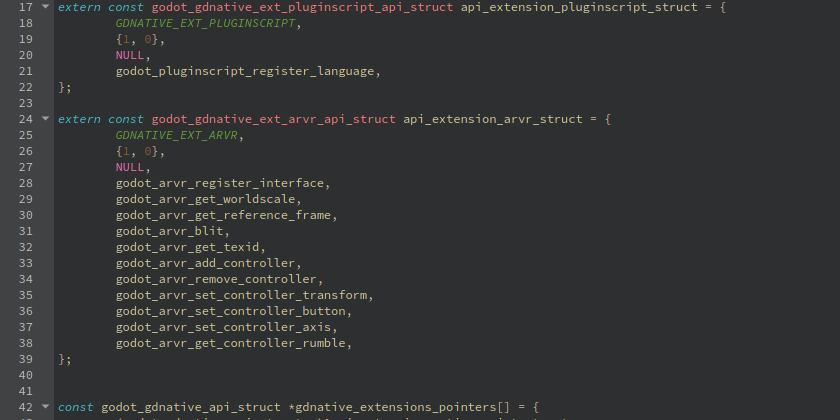 17 extern const godot_gdnative_ext_pluginscript_api_struct api_extension_pluginscript_struct = {
18 GDNATIVE_EXT_PLUGINSCRIPT,
19 {1, 0},
20 NULL,
21 godot_pluginscript_register_language,
22 };
23
24 extern const godot_gdnative_ext_arvr_api_struct api_extension_arvr_struct = {
25 GDNATIVE_EXT_ARVR,
26 {1, 0},
27 NULL,
28 godot_arvr_register_interface,
29 godot_arvr_get_worldscale,
30 godot_arvr_get_reference_frame,
31 godot_arvr_blit,
32 godot_arvr_get_texid,
33 godot_arvr_add_controller,
34 godot_arvr_remove_controller,
35 godot_arvr_set_controller_transform,
36 godot_arvr_set_controller_button,
37 godot_arvr_set_controller_axis,
38 godot_arvr_get_controller_rumble,
39 };
40
41
42 const godot_gdnative_api_struct *gdnative_extensions_pointers[] = {